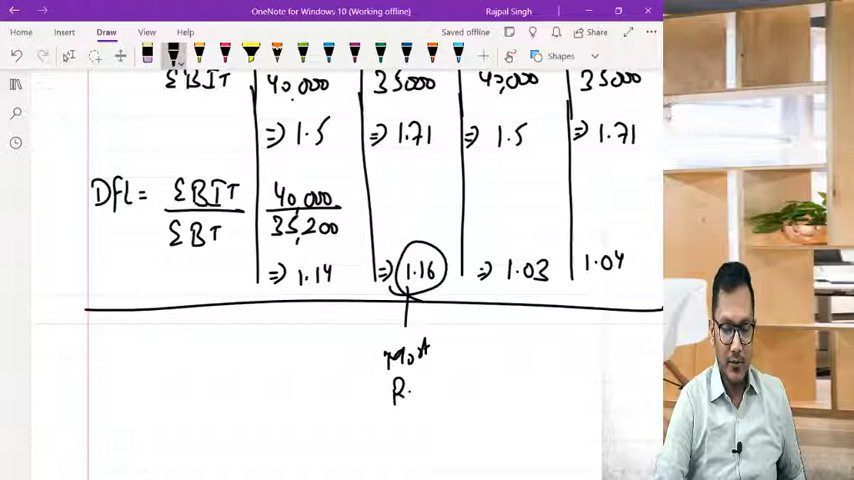 OneNote for Windows 10 (Working offline)
Rajpal Singh
Home Insert Draw View Help
Saved offline Share
Shapes
EBIT 40,000 35000 40,000 35000
=> 1.5 => 1.71 => 1.5 => 1.71
DFL = EBIT 40,000
EBT 35,200
=> 1.14 => 1.16 => 1.03 1.04
Most
R.